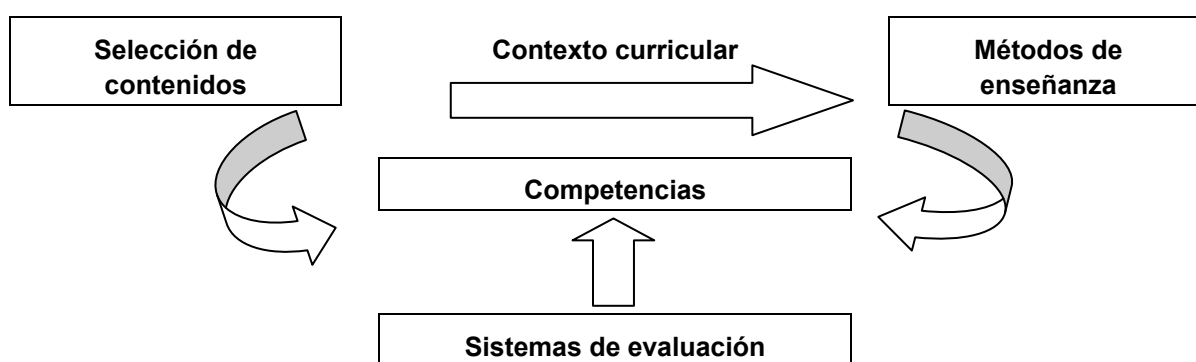 Selección de
contenidos
Contexto curricular
Métodos de
enseñanza
Competencias
Sistemas de evaluación